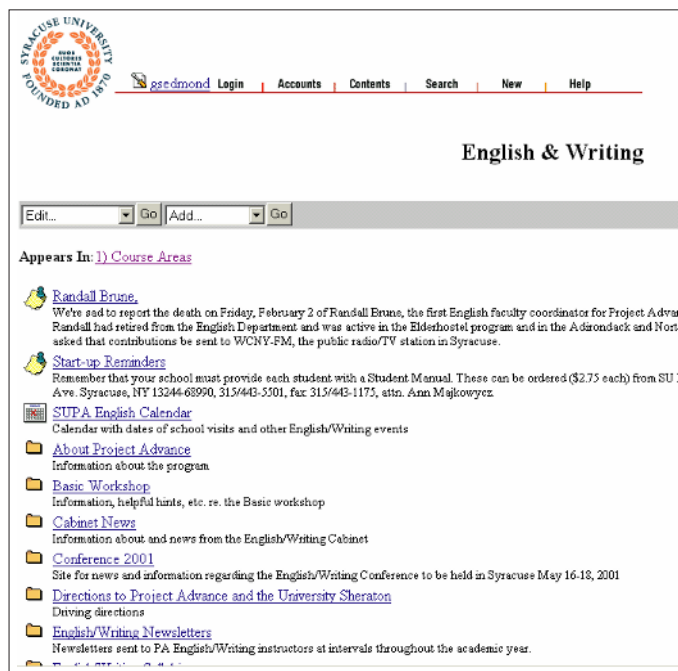 SYRACUSE UNIVERSITY
FOUNDED AD 1870
SUOS
CULTORES
SCIENTIA
CORONAT
gsedmond Login Accounts Contents Search New Help
English & Writing
Edit... Go Add... Go
Appears In: 1) Course Areas
Randall Brune,
We're sad to report the death on Friday, February 2 of Randall Brune, the first English faculty coordinator for Project Adva
Randall had retired from the English Department and was active in the Elderhostel program and in the Adirondack and Nort
asked that contributions be sent to WCNY-FM, the public radio/TV station in Syracuse.
Start-up Reminders
Remember that your school must provide each student with a Student Manual. These can be ordered ($2.75 each) from SU
Ave. Syracuse, NY 13244-68990, 315/443-5501, fax 315/443-1175, attn. Ann Majkowycz.
SUPA English Calendar
Calendar with dates of school visits and other English/Writing events
About Project Advance
Information about the program
Basic Workshop
Information, helpful hints, etc. re. the Basic workshop
Cabinet News
Information about and news from the English/Writing Cabinet
Conference 2001
Site for news and information regarding the English/Writing Conference to be held in Syracuse May 16-18, 2001
Directions to Project Advance and the University Sheraton
Driving directions
English/Writing Newsletters
Newsletters sent to PA English/Writing instructors at intervals throughout the academic year.